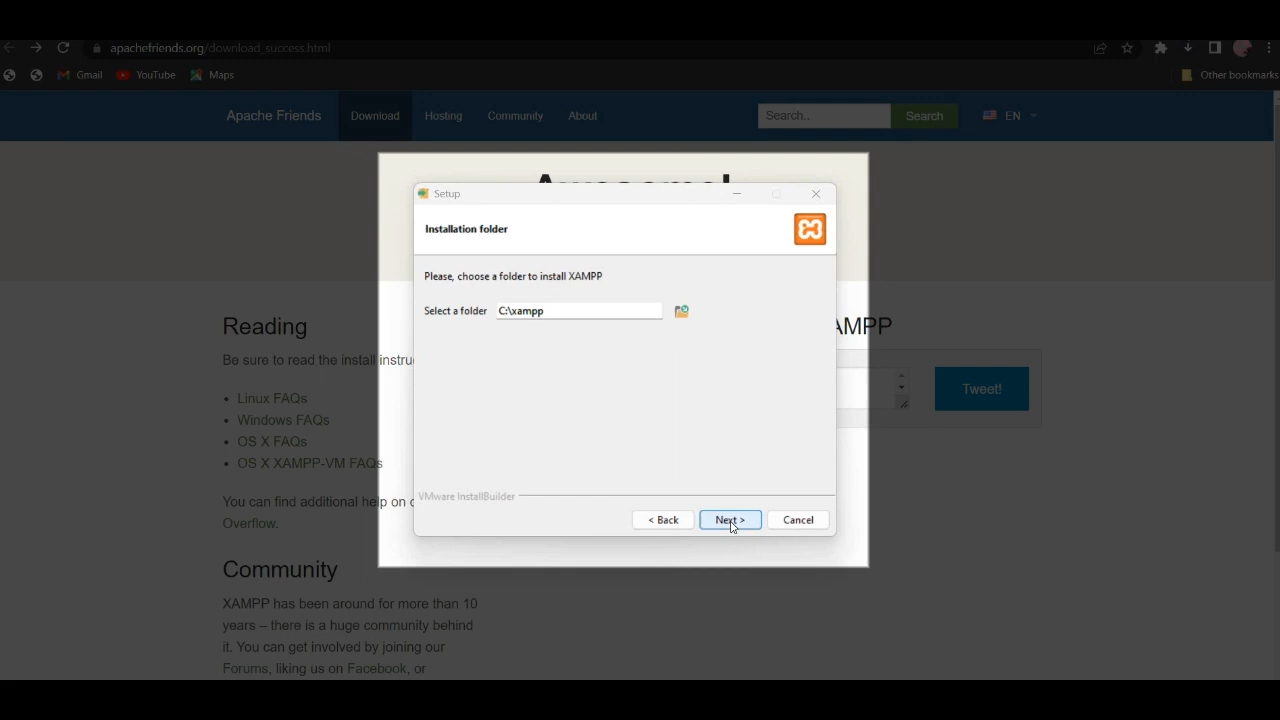 apachefriends.org/download_success.html
Gmail
YouTube
Maps
Other bookmarks
Apache Friends
Download
Hosting
Community
About
Search..
Search
EN
Setup
Installation folder
Please, choose a folder to install XAMPP
Select a folder
C:\xampp
VMware InstallBuilder
< Back
Next >
Cancel
Reading
Be sure to read the install instru
• Linux FAQs
• Windows FAQs
• OS X FAQs
• OS X XAMPP-VM FAQs
You can find additional help on
Overflow.
AMPP
Tweet!
Community
XAMPP has been around for more than 10
years – there is a huge community behind
it. You can get involved by joining our
Forums, liking us on Facebook, or